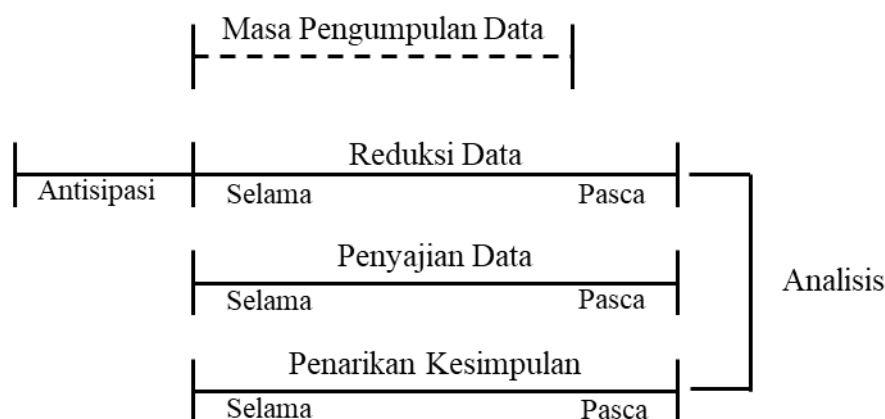 Masa Pengumpulan Data
Reduksi Data
Antisipasi
Selama
Pasca
Penyajian Data
Selama
Pasca
Analisis
Penarikan Kesimpulan
Selama
Pasca